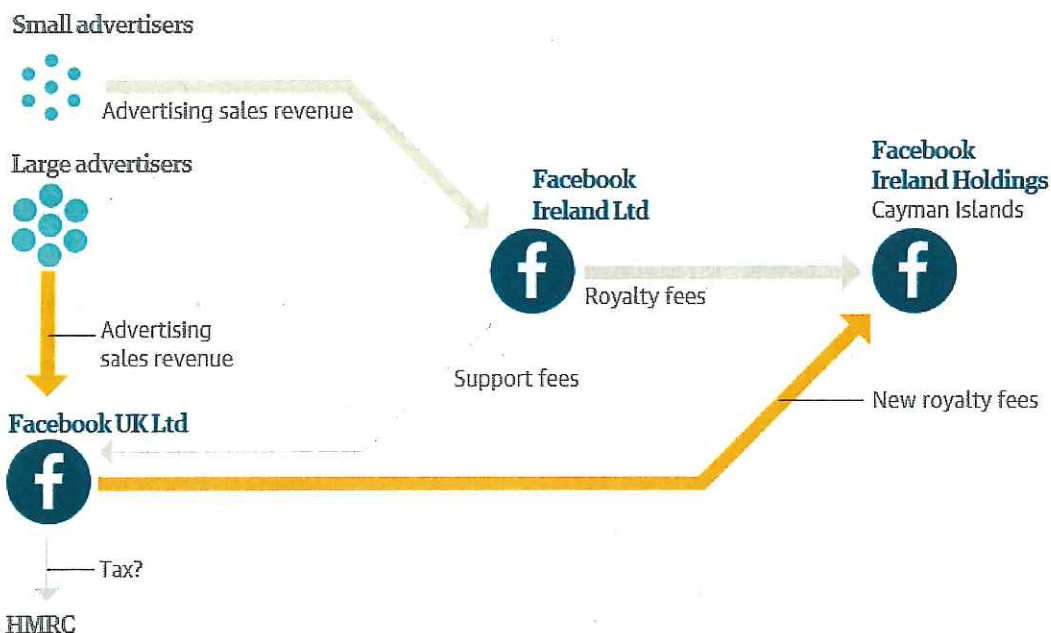 Small advertisers
Advertising sales revenue
Large advertisers
Facebook
Ireland Ltd
Facebook
Ireland Holdings
Cayman Islands
Royalty fees
Advertising
sales revenue
Support fees
New royalty fees
Facebook UK Ltd
Tax?
HMRC